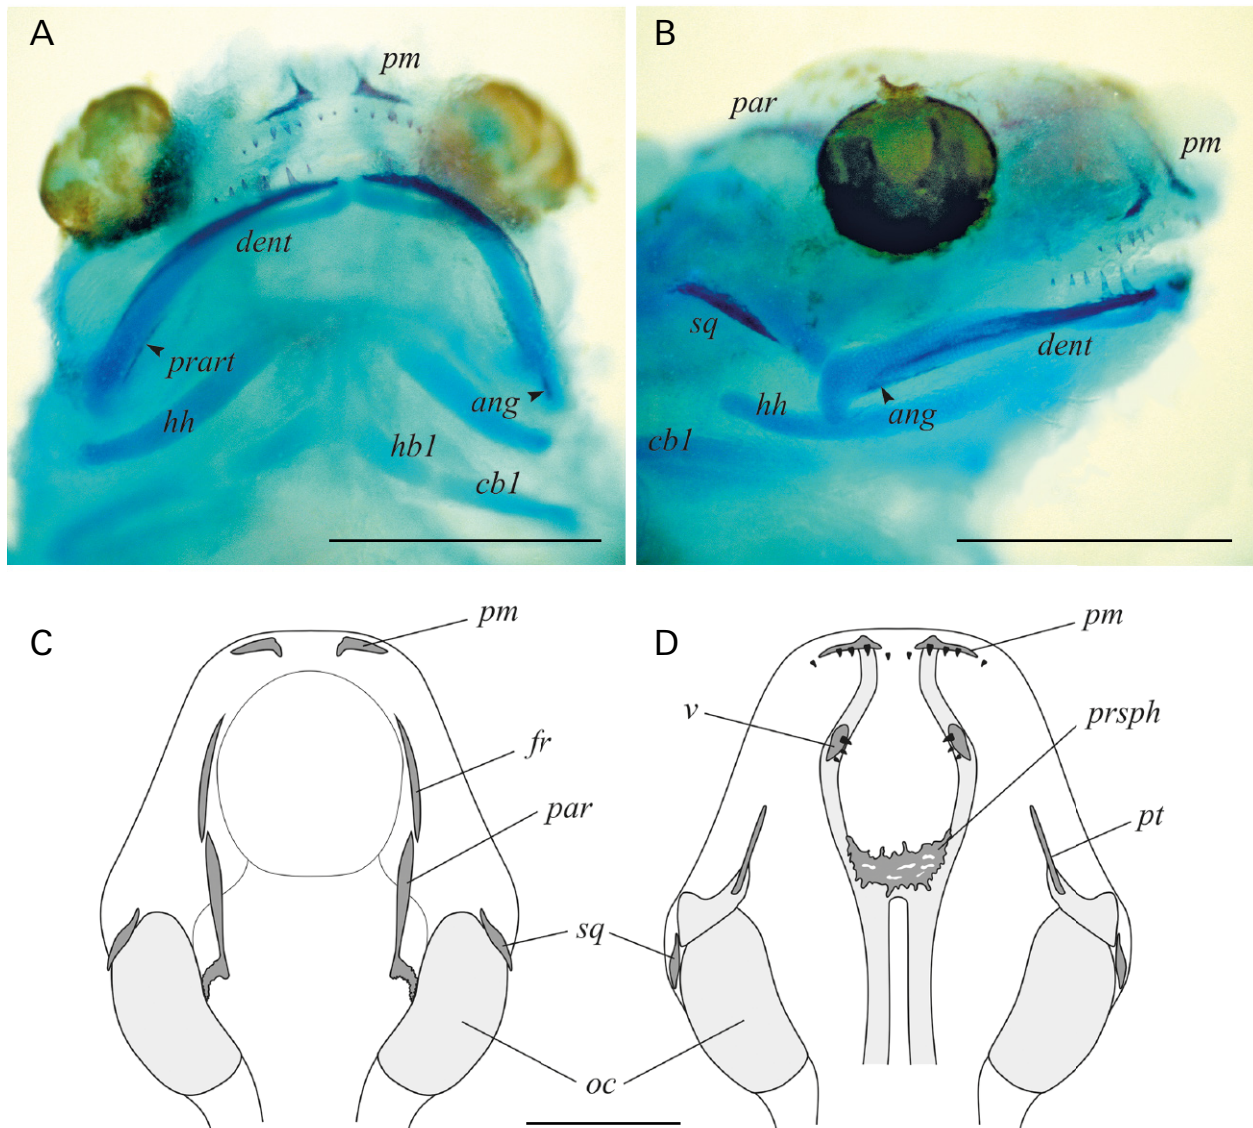 A
pm
dent
prart
hh
ang
hb1
cb1
B
par
pm
sq
dent
hh
ang
cb1
C
pm
fr
par
sq
oc
D
pm
v
prsph
pt